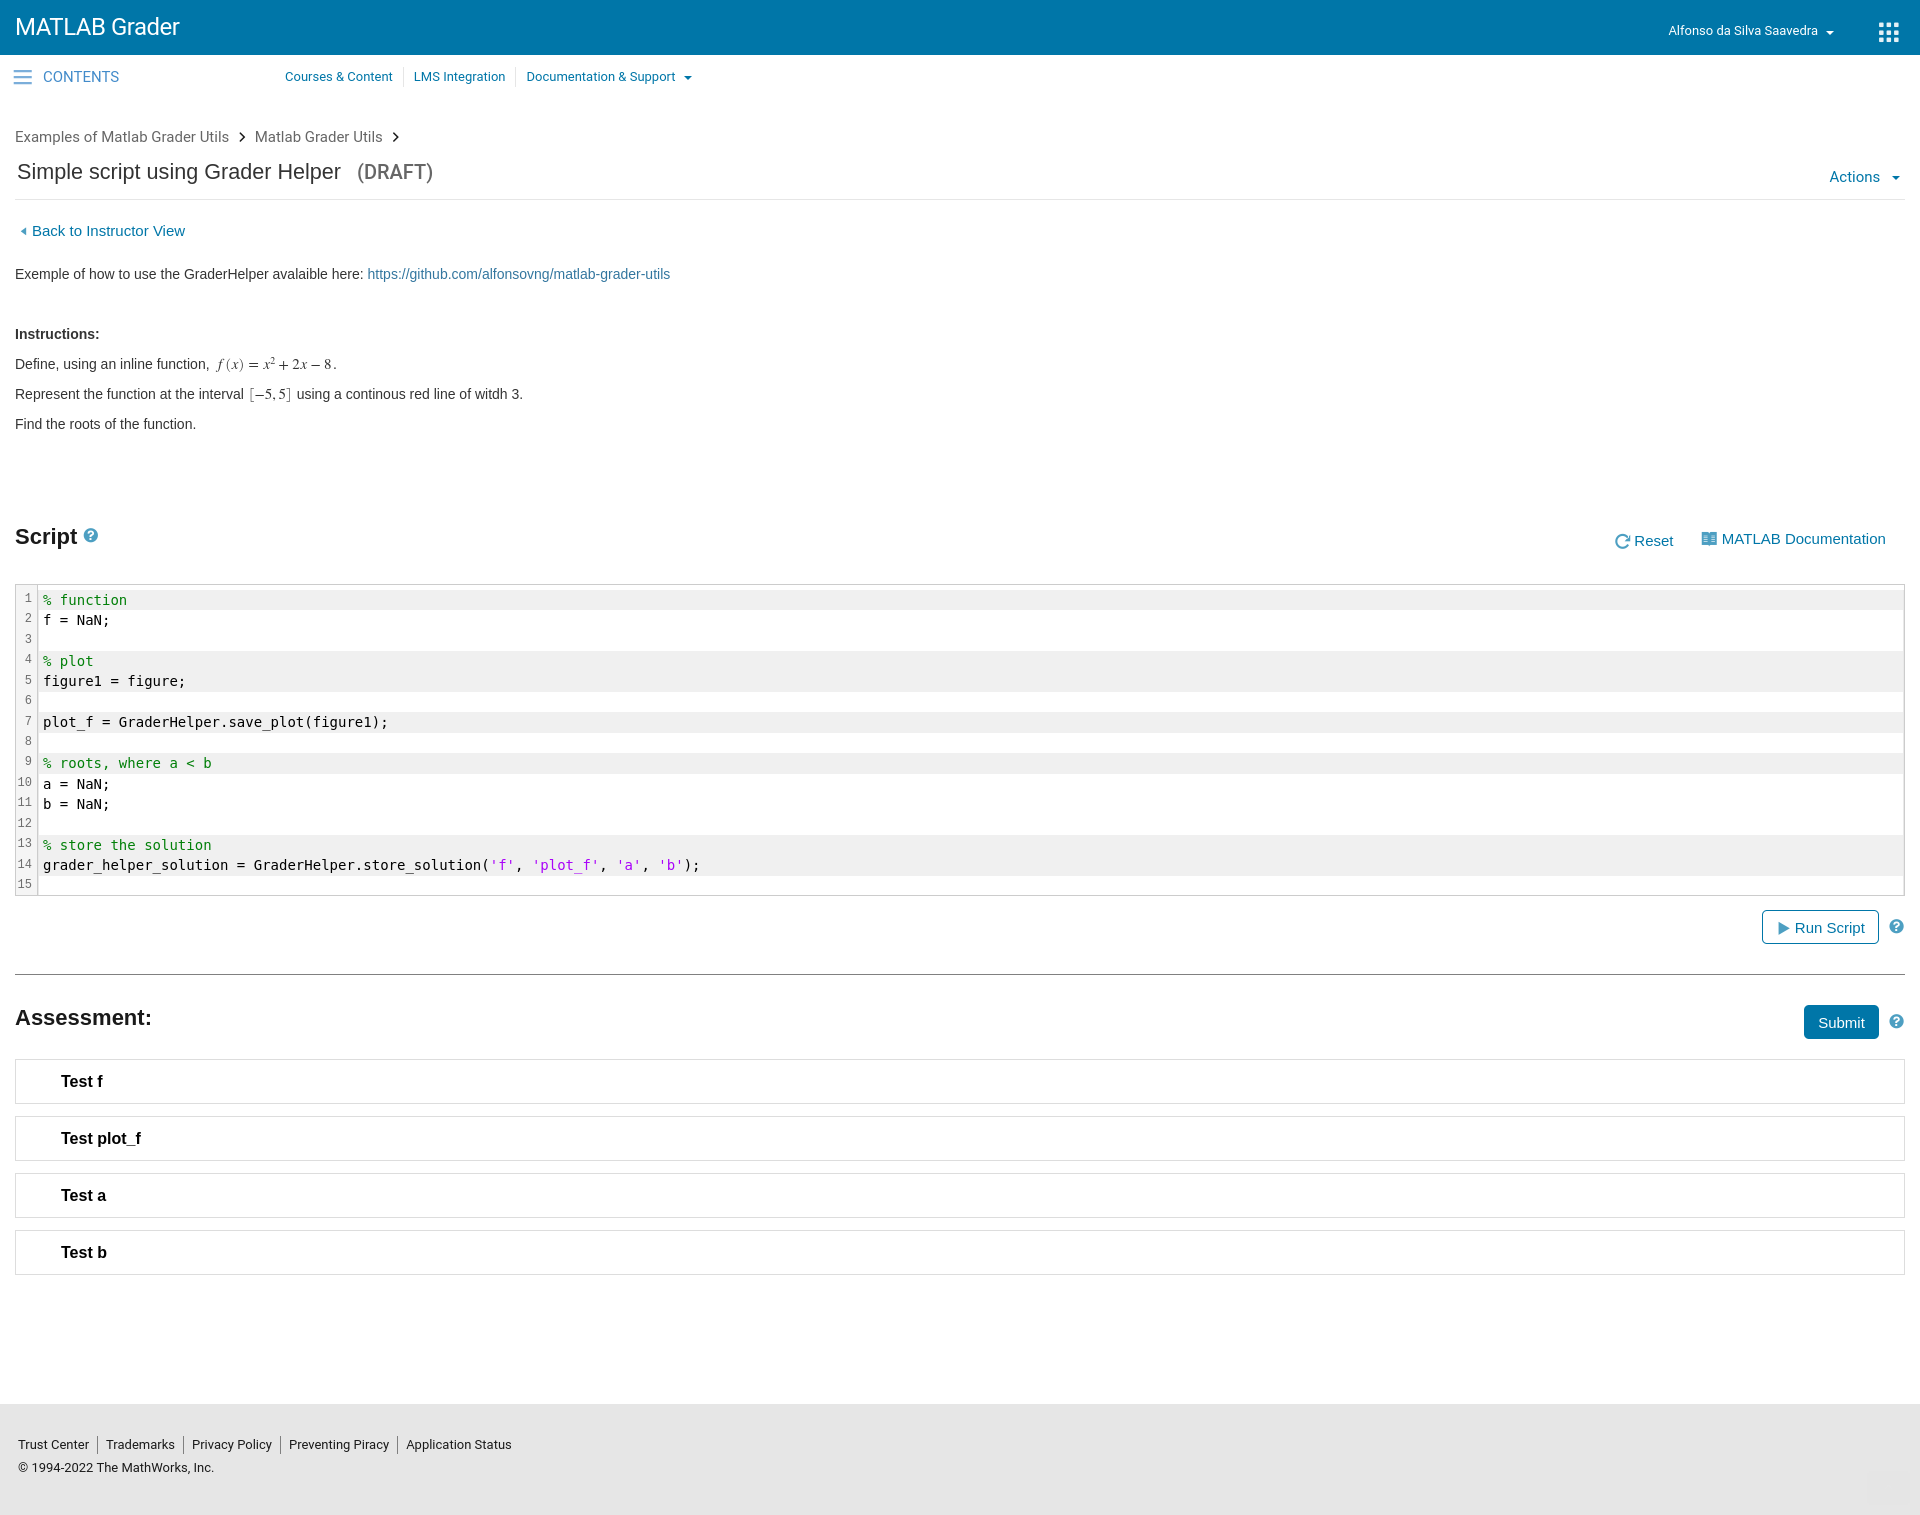 MATLAB Grader
Alfonso da Silva Saavedra
CONTENTS
Courses & Content
LMS Integration
Documentation & Support
Examples of Matlab Grader Utils
Matlab Grader Utils
Simple script using Grader Helper (DRAFT)
Actions
Back to Instructor View
Exemple of how to use the GraderHelper avalaible here: https://github.com/alfonsovng/matlab-grader-utils
Instructions:
Define, using an inline function, f(x) = x² + 2x − 8.
Represent the function at the interval [−5, 5] using a continous red line of witdh 3.
Find the roots of the function.
Script ?
Reset
MATLAB Documentation
1 % function
2 f = NaN;
3
4 % plot
5 figure1 = figure;
6
7 plot_f = GraderHelper.save_plot(figure1);
8
9 % roots, where a < b
10 a = NaN;
11 b = NaN;
12
13 % store the solution
14 grader_helper_solution = GraderHelper.store_solution('f', 'plot_f', 'a', 'b');
15
Run Script ?
Assessment:
Submit ?
Test f
Test plot_f
Test a
Test b
Trust Center
Trademarks
Privacy Policy
Preventing Piracy
Application Status
© 1994-2022 The MathWorks, Inc.